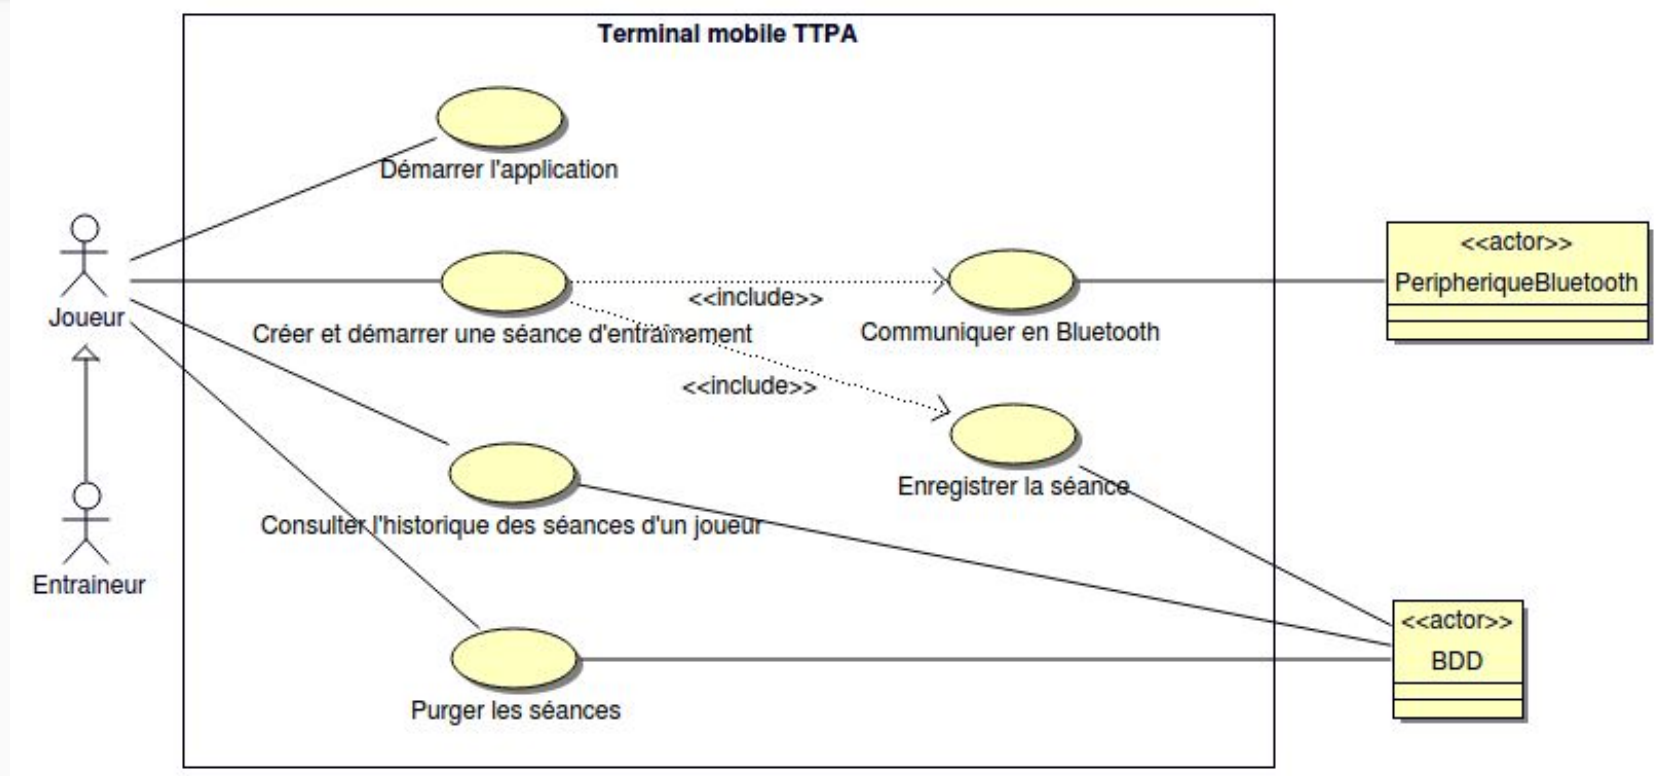 Terminal mobile TTPA
Démarrer l'application
Joueur
Créer et démarrer une séance d'entraînement
<<include>>
Communiquer en Bluetooth
<<actor>>
PeripheriqueBluetooth
<<include>>
Enregistrer la séance
Consulter l'historique des séances d'un joueur
Entraineur
Purger les séances
<<actor>>
BDD